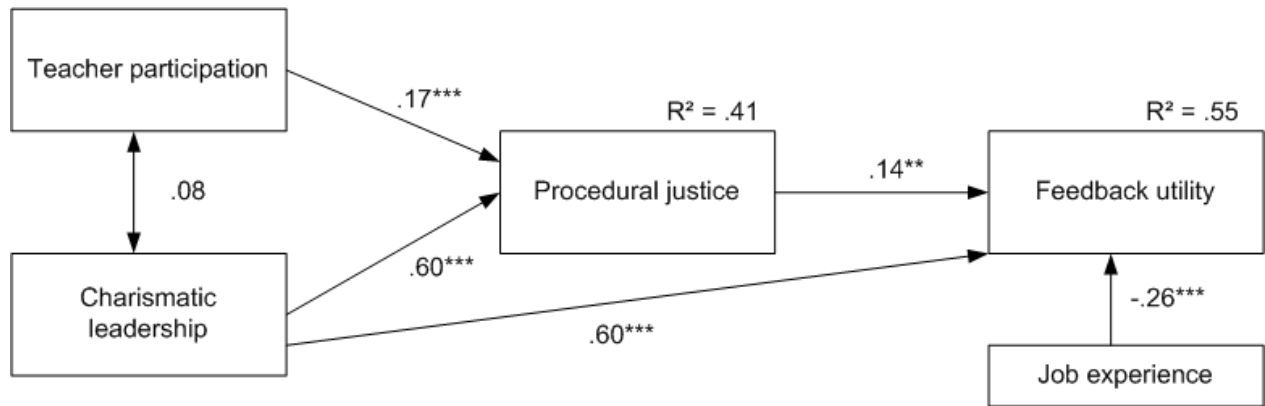 Teacher participation
.17***
R² = .41
R² = .55
.08
Procedural justice
.14**
Feedback utility
Charismatic
leadership
.60***
.60***
-.26***
Job experience